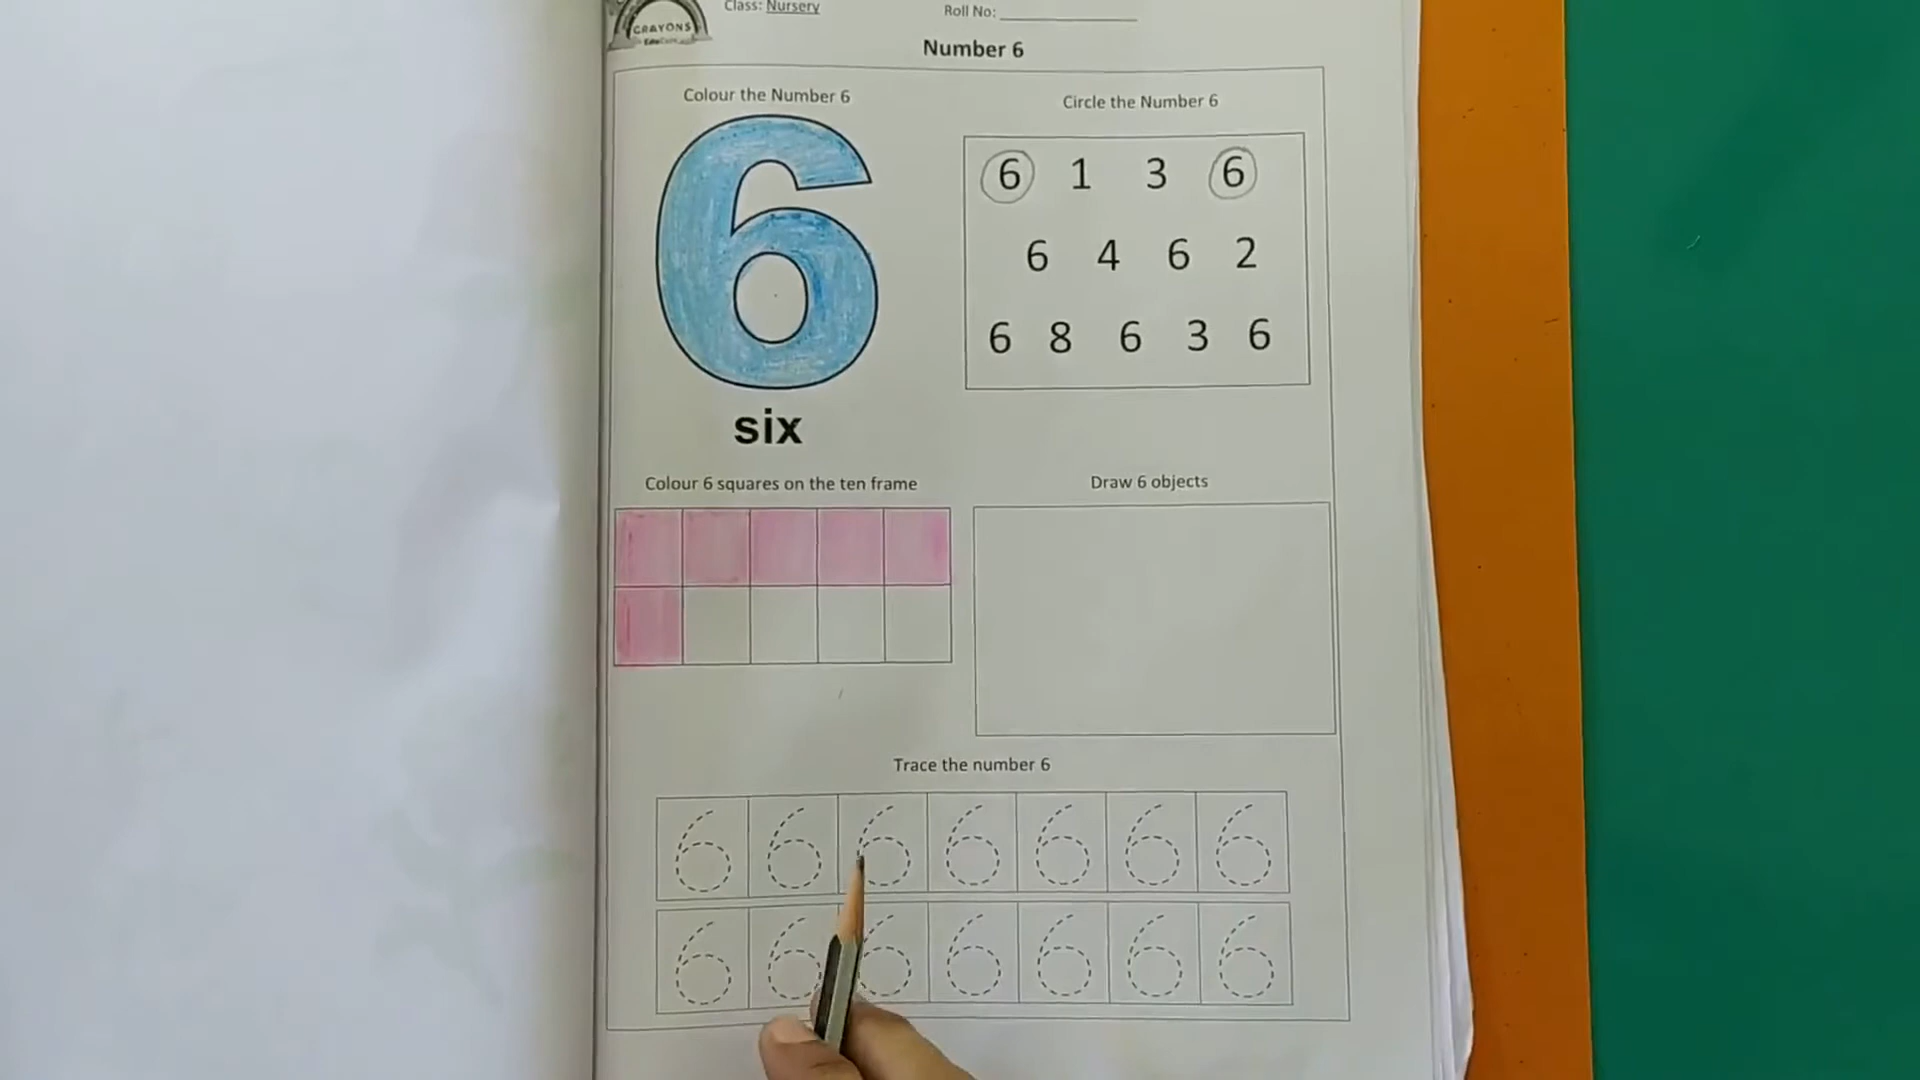 CRAYONS
Class: Nursery
Roll No:
Number 6
Colour the Number 6
Circle the Number 6
6
six
6 1 3 6
6 4 6 2
6 8 6 3 6
Colour 6 squares on the ten frame
Draw 6 objects
Trace the number 6
6 6 6 6 6 6 6
6 6 6 6 6 6 6